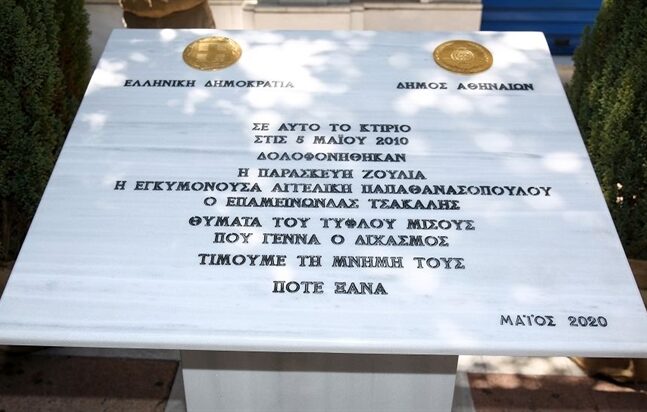 ΕΛΛΗΝΙΚΗ ΔΗΜΟΚΡΑΤΙΑ ΔΗΜΟΣ ΑΘΗΝΑΙΩΝ
ΣΕ ΑΥΤΟ ΤΟ ΚΤΙΡΙΟ
ΣΤΙΣ 5 ΜΑΪΟΥ 2010
ΔΟΛΟΦΟΝΗΘΗΚΑΝ
Η ΠΑΡΑΣΚΕΥΗ ΖΟΥΛΙΑ
Η ΕΓΚΥΜΟΝΟΥΣΑ ΑΓΓΕΛΙΚΗ ΠΑΠΑΘΑΝΑΣΟΠΟΥΛΟΥ
Ο ΕΠΑΜΕΙΝΩΝΔΑΣ ΤΣΑΚΑΛΗΣ
ΘΥΜΑΤΑ ΤΟΥ ΤΥΦΛΟΥ ΜΙΣΟΥΣ
ΠΟΥ ΓΕΝΝΑ Ο ΔΙΧΑΣΜΟΣ
ΤΙΜΟΥΜΕ ΤΗ ΜΝΗΜΗ ΤΟΥΣ
ΠΟΤΕ ΞΑΝΑ
ΜΑΪΟΣ 2020